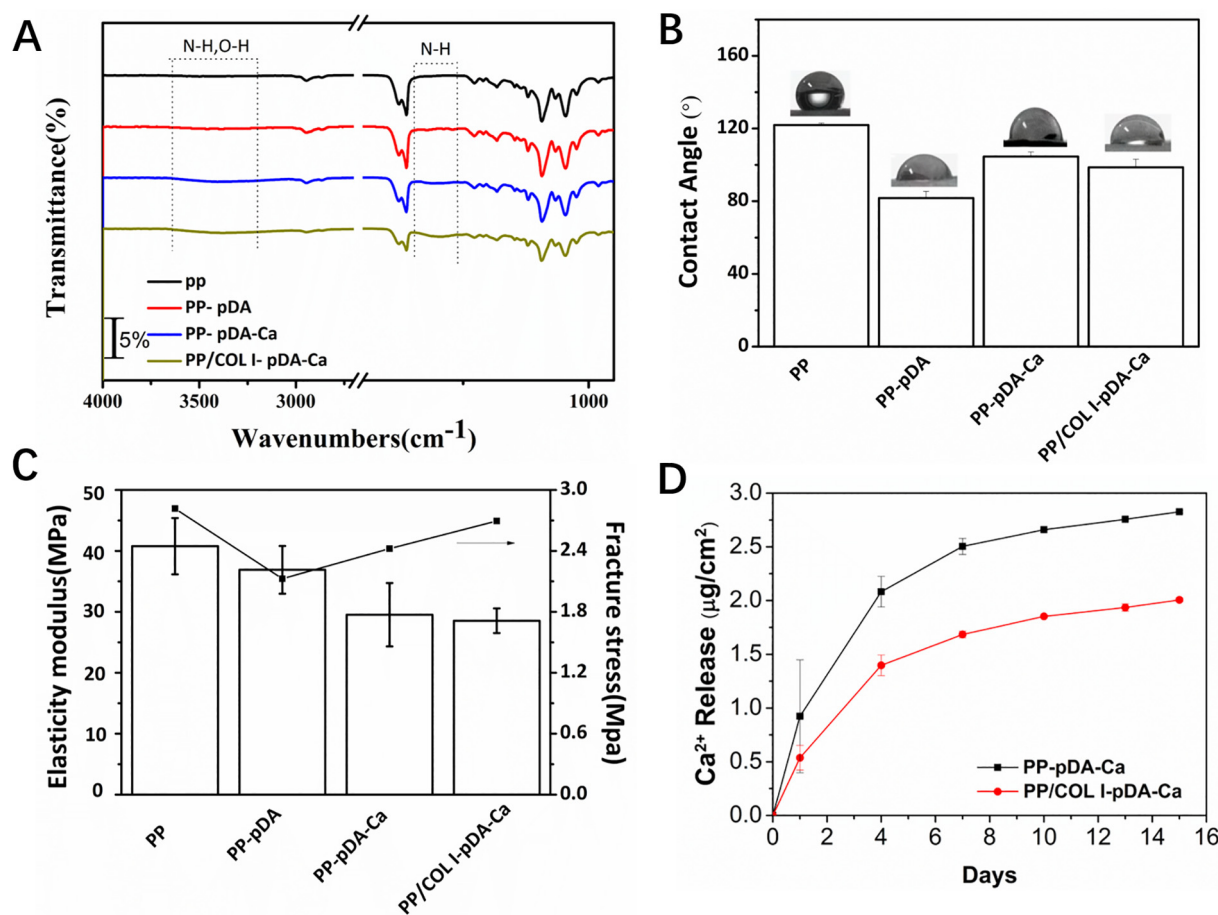 A
N-H,O-H
N-H
Transmittance(%)
pp
PP- pDA
PP- pDA-Ca
PP/COL I- pDA-Ca
5%
4000
3500
3000
1000
Wavenumbers(cm-1)
B
Contact Angle (°)
160
120
80
40
0
PP
PP-pDA
PP-pDA-Ca
PP/COL I-pDA-Ca
C
Elasticity modulus(MPa)
50
40
30
20
10
40
0
3.0
2.4
1.8
1.2
0.6
0.0
Fracture stress(Mpa)
PP
PP-pDA
PP-pDA-Ca
PP/COL I-pDA-Ca
D
Ca2+ Release (μg/cm2)
3.0
2.5
2.0
1.5
1.0
0.5
0.0
PP-pDA-Ca
PP/COL I-pDA-Ca
0 2 4 6 8 10 12 14 16
Days